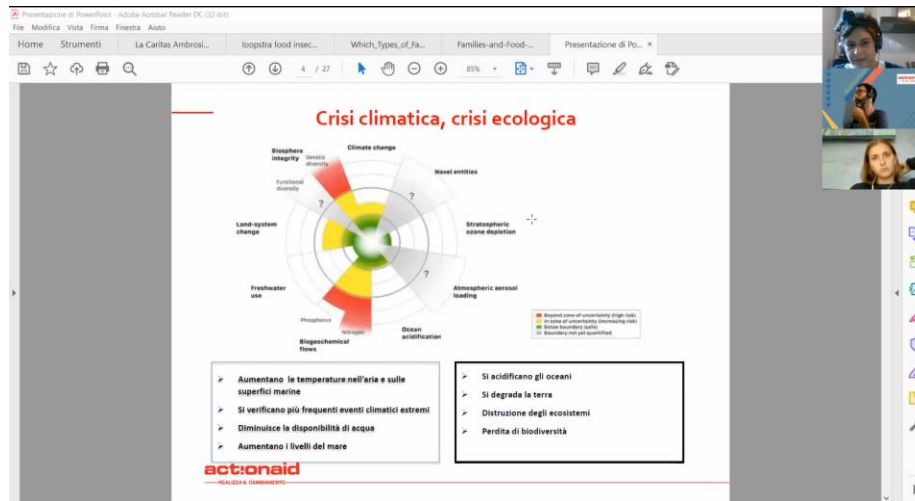 Presentazione di PowerPoint - Adobe Acrobat Reader DC (32-bit)
File Modifica Vista Firma Finestra Aiuto
Home Strumenti La Caritas Ambrosi... loopstra food insec... Which_Types_of_Fa... Families-and-Food-... Presentazione di Po... ×
4 / 27 85%
Crisi climatica, crisi ecologica
Climate change
Biosphere
integrity
Genetic
diversity
Functional
diversity
Novel entities
?
Land-system
change
Stratospheric
ozone depletion
?
Freshwater
use
Atmospheric aerosol
loading
Phosphorus
Nitrogen
Biogeochemical
flows
Ocean
acidification
Beyond zone of uncertainty (high risk)
In zone of uncertainty (increasing risk)
Below boundary (safe)
Boundary not yet quantified
?
Aumentano le temperature nell'aria e sulle
superfici marine
Si verificano più frequenti eventi climatici estremi
Diminuisce la disponibilità di acqua
Aumentano i livelli del mare
Si acidificano gli oceani
Si degrada la terra
Distruzione degli ecosistemi
Perdita di biodiversità
act!onaid
REALIZZA IL CAMBIAMENTO